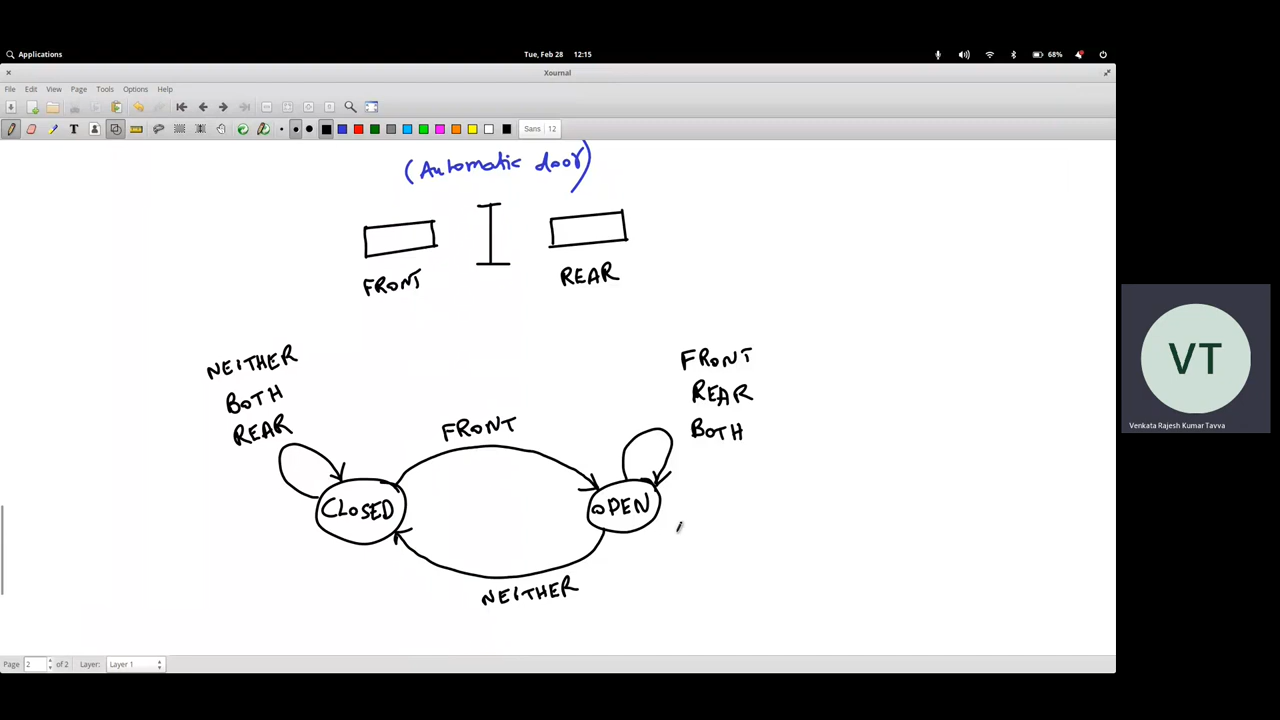 Applications
Tue, Feb 28 12:15
68%
Xournal
File Edit View Page Tools Options Help
Sans 12
(Automatic door)
FRONT
REAR
NEITHER
BOTH
REAR
FRONT
REAR
BOTH
FRONT
CLOSED
OPEN
NEITHER
VT
Venkata Rajesh Kumar Tavva
Page 2 of 2 Layer: Layer 1